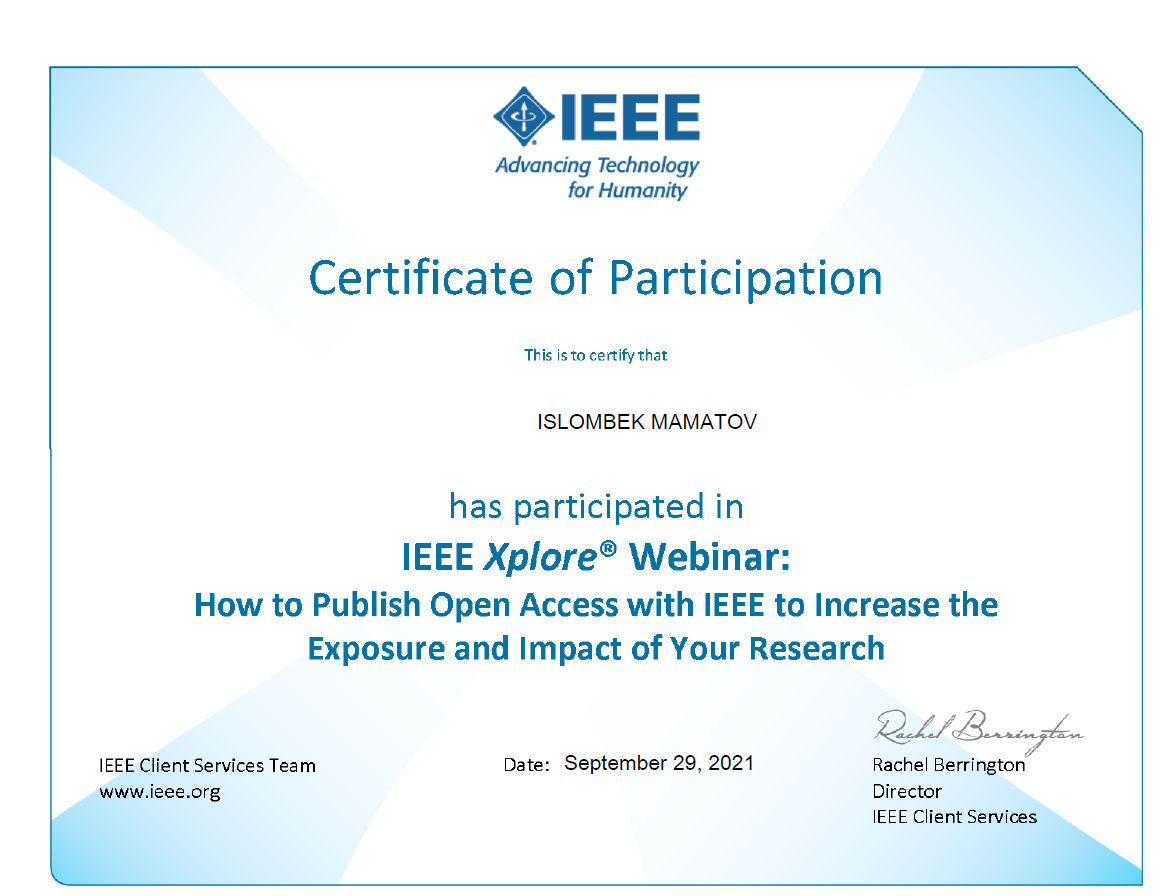 IEEE
Advancing Technology
for Humanity
Certificate of Participation
This is to certify that
ISLOMBEK MAMATOV
has participated in
IEEE Xplore® Webinar:
How to Publish Open Access with IEEE to Increase the
Exposure and Impact of Your Research
Rachel Berrington
IEEE Client Services Team
www.ieee.org
Date: September 29, 2021
Rachel Berrington
Director
IEEE Client Services